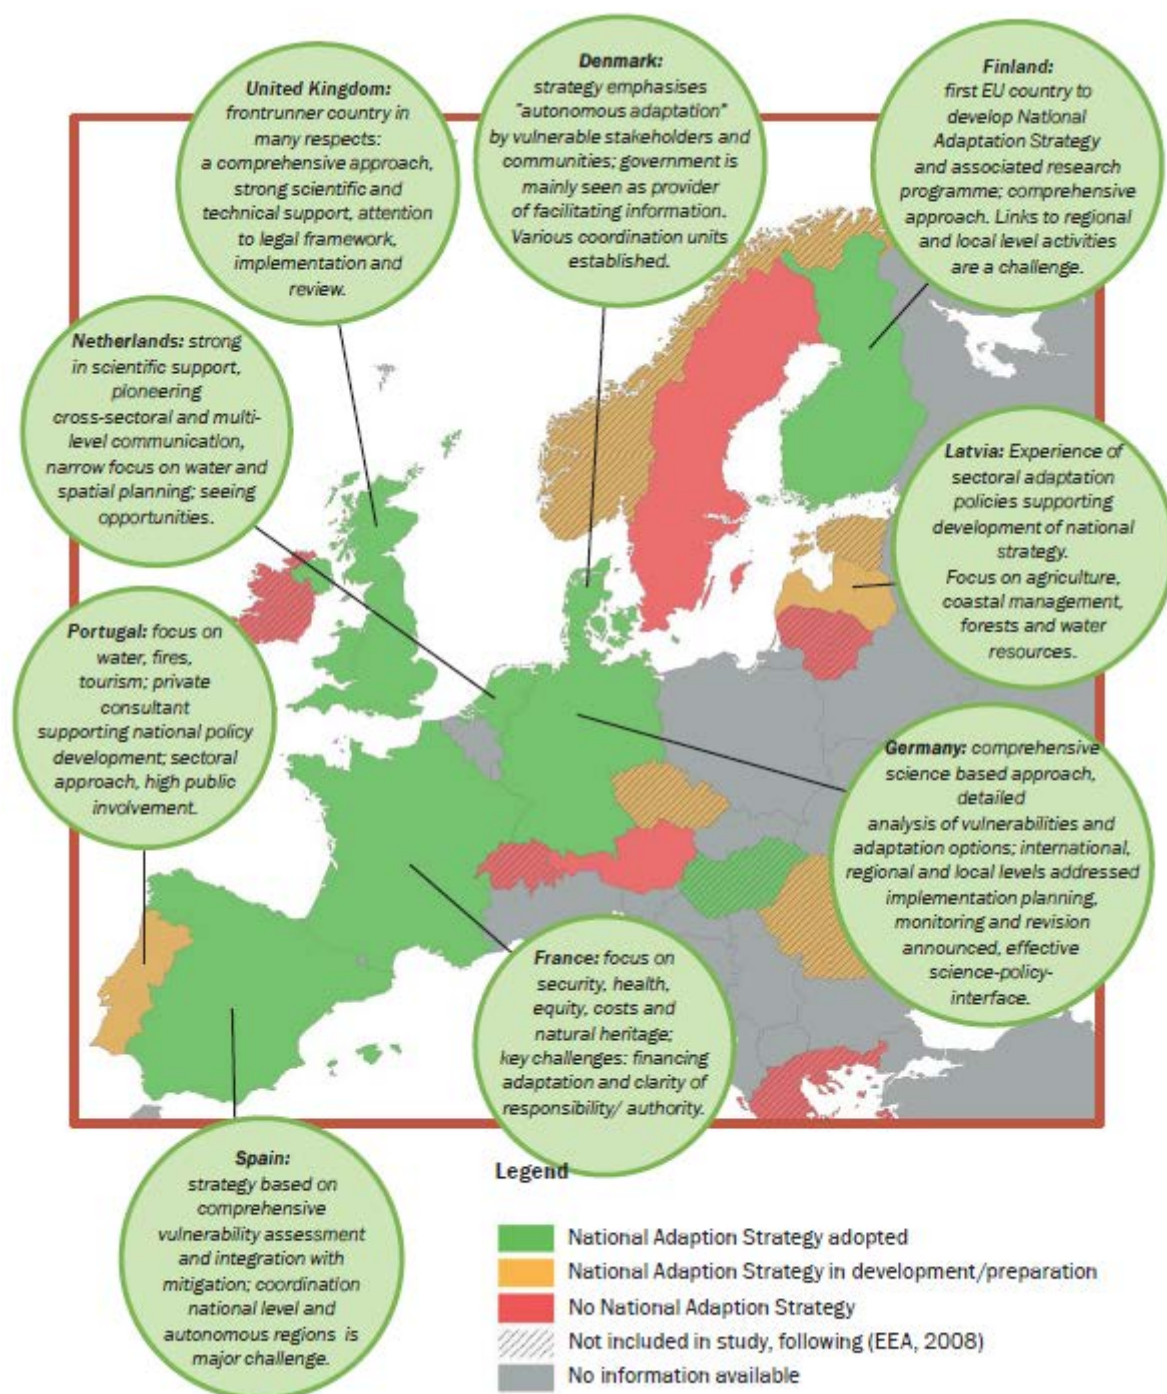 United Kingdom:
frontrunner country in
many respects:
a comprehensive approach,
strong scientific and
technical support, attention
to legal framework,
implementation and
review.
Denmark:
strategy emphasises
"autonomous adaptation"
by vulnerable stakeholders and
communities; government is
mainly seen as provider
of facilitating information.
Various coordination units
established.
Finland:
first EU country to
develop National
Adaptation Strategy
and associated research
programme; comprehensive
approach. Links to regional
and local level activities
are a challenge.
Netherlands: strong
in scientific support,
pioneering
cross-sectoral and multi-
level communication,
narrow focus on water and
spatial planning; seeing
opportunities.
Latvia: Experience of
sectoral adaptation
policies supporting
development of national
strategy.
Focus on agriculture,
coastal management,
forests and water
resources.
Portugal: focus on
water, fires,
tourism; private
consultant
supporting national policy
development; sectoral
approach, high public
involvement.
Germany: comprehensive
science based approach,
detailed
analysis of vulnerabilities and
adaptation options; international,
regional and local levels addressed
implementation planning,
monitoring and revision
announced, effective
science-policy-
interface.
France: focus on
security, health,
equity, costs and
natural heritage;
key challenges: financing
adaptation and clarity of
responsibility/ authority.
Spain:
strategy based on
comprehensive
vulnerability assessment
and integration with
mitigation; coordination
national level and
autonomous regions is
major challenge.
Legend
National Adaption Strategy adopted
National Adaption Strategy in development/preparation
No National Adaption Strategy
Not included in study, following (EEA, 2008)
No information available